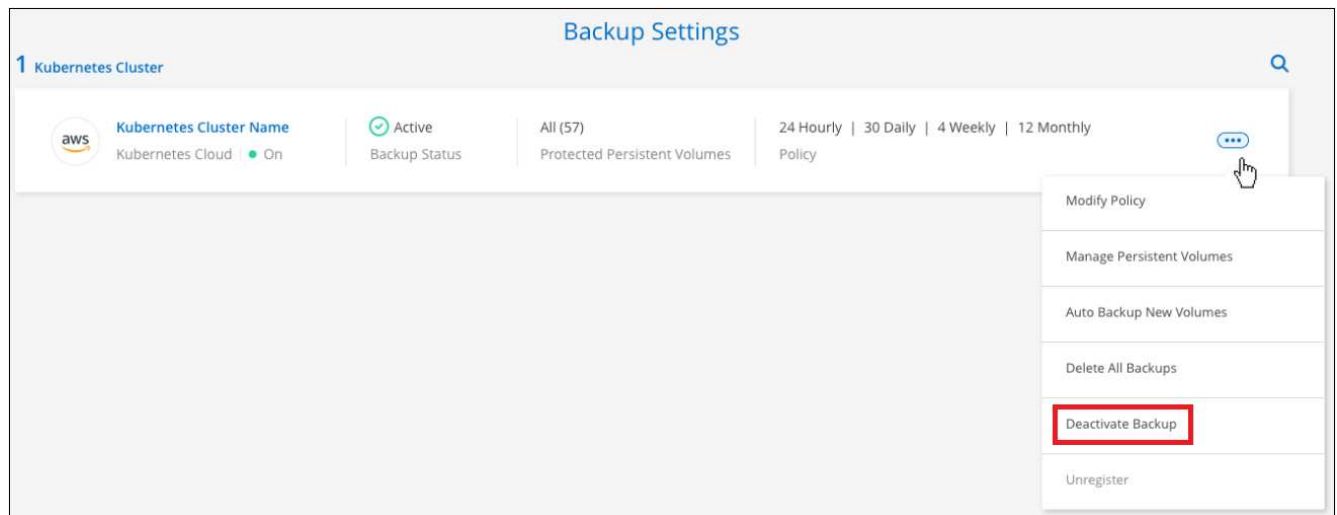 Backup Settings
1 Kubernetes Cluster
aws
Kubernetes Cluster Name
Kubernetes Cloud | On
Active
Backup Status
All (57)
Protected Persistent Volumes
24 Hourly | 30 Daily | 4 Weekly | 12 Monthly
Policy
Modify Policy
Manage Persistent Volumes
Auto Backup New Volumes
Delete All Backups
Deactivate Backup
Unregister